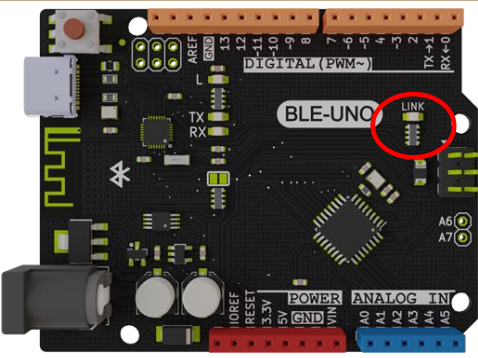 AREF
GND
13
12
~11
~10
~9
8
7
~6
~5
4
~3
2
TX→1
RX←0
DIGITAL (PWM~)
L
TX
RX
BLE-UNO
LINK
A6
A7
IOREF
RESET
3.3V
5V
GND
VIN
POWER
ANALOG IN
A0
A1
A2
A3
A4
A5